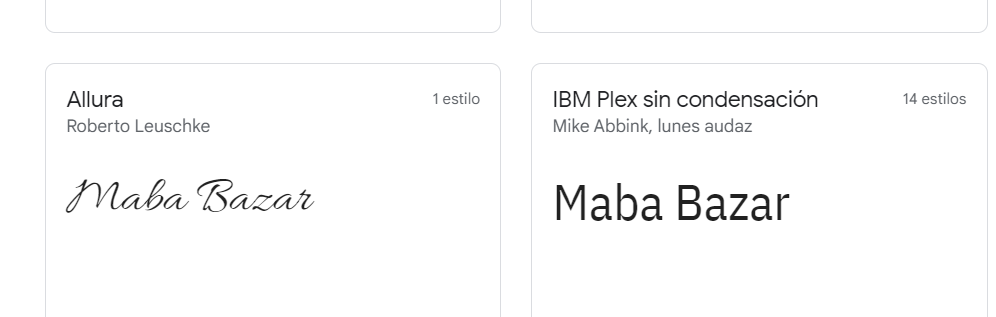 Allura
1 estilo
Roberto Leuschke
Maba Bazar
IBM Plex sin condensación
14 estilos
Mike Abbink, lunes audaz
Maba Bazar